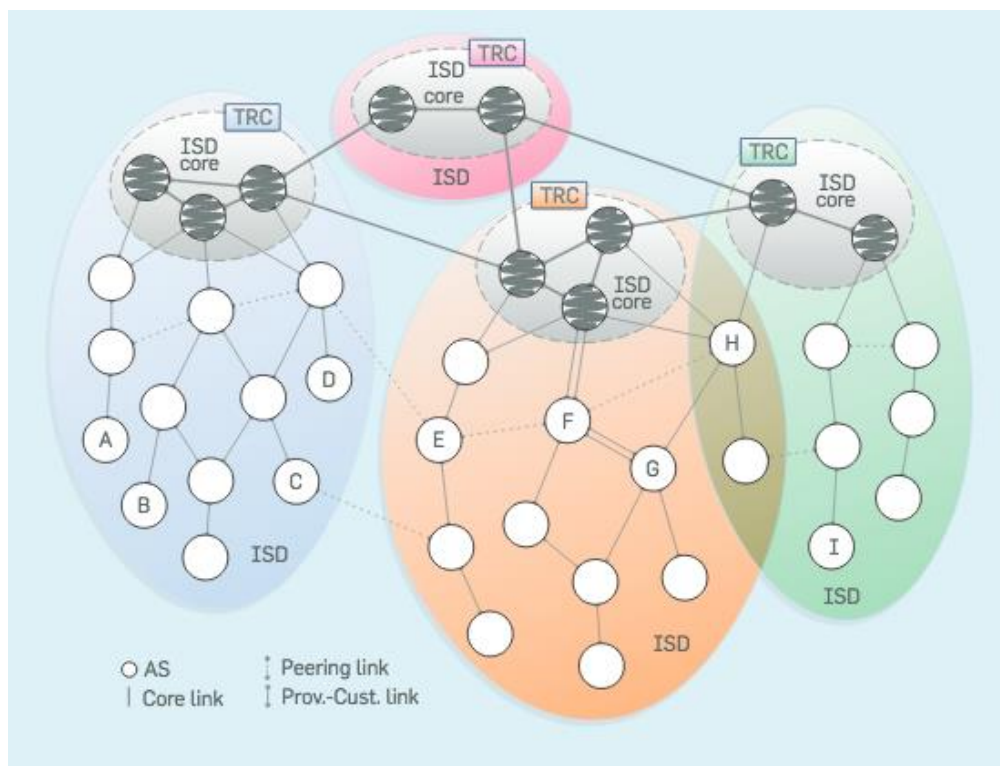 TRC
ISD
core
ISD
TRC
ISD
core
TRC
ISD
core
TRC
ISD
core
D
A
B
C
ISD
H
E
F
G
I
ISD
ISD
AS
Core link
Peering link
Prov.-Cust. link